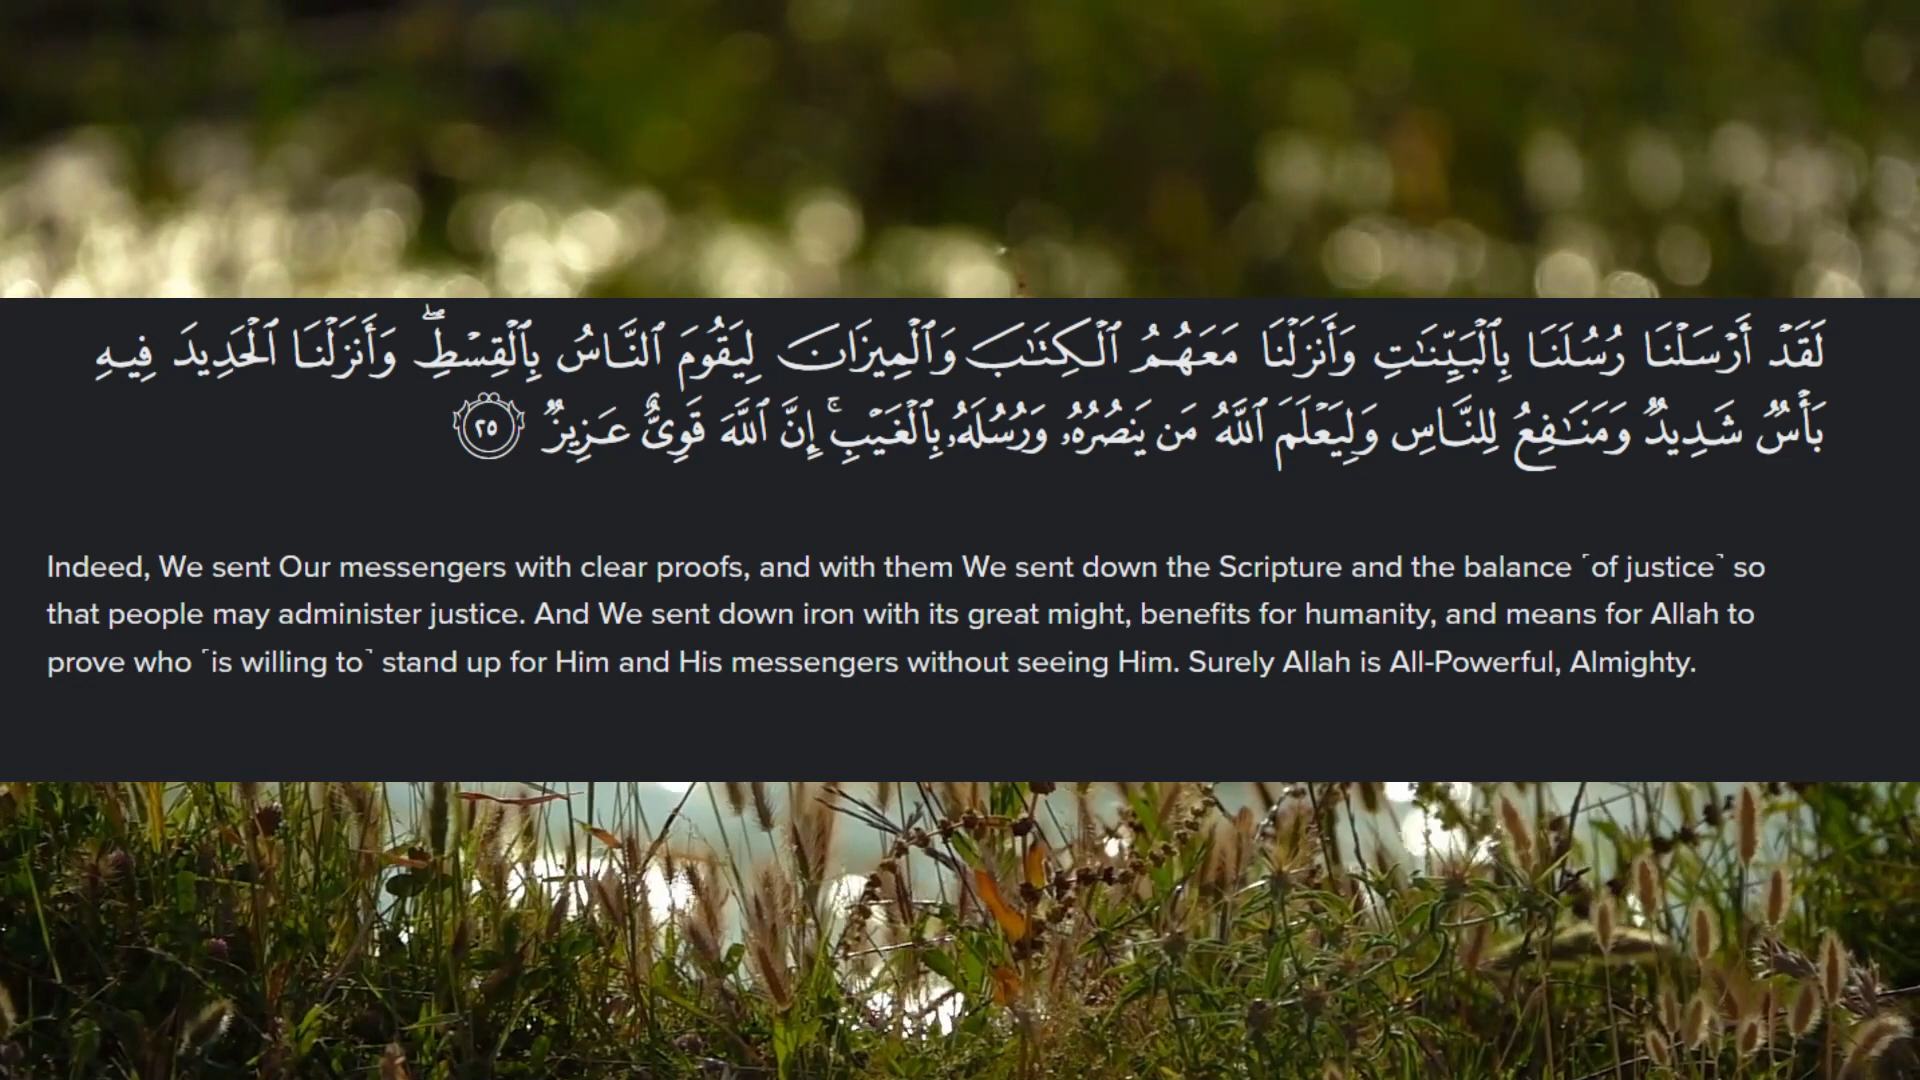 لَقَدْ أَرْسَلْنَا رُسُلَنَا بِٱلْبَيِّنَـٰتِ وَأَنزَلْنَا مَعَهُمُ ٱلْكِتَـٰبَ وَٱلْمِيزَانَ لِيَقُومَ ٱلنَّاسُ بِٱلْقِسْطِ ۖ وَأَنزَلْنَا ٱلْحَدِيدَ فِيهِ
بَأْسٌ شَدِيدٌ وَمَنَـٰفِعُ لِلنَّاسِ وَلِيَعْلَمَ ٱللَّهُ مَن يَنصُرُهُۥ وَرُسُلَهُۥ بِٱلْغَيْبِ ۚ إِنَّ ٱللَّهَ قَوِىٌّ عَزِيزٌ ٢٥
Indeed, We sent Our messengers with clear proofs, and with them We sent down the Scripture and the balance ˹of justice˺ so
that people may administer justice. And We sent down iron with its great might, benefits for humanity, and means for Allah to
prove who ˹is willing to˺ stand up for Him and His messengers without seeing Him. Surely Allah is All-Powerful, Almighty.